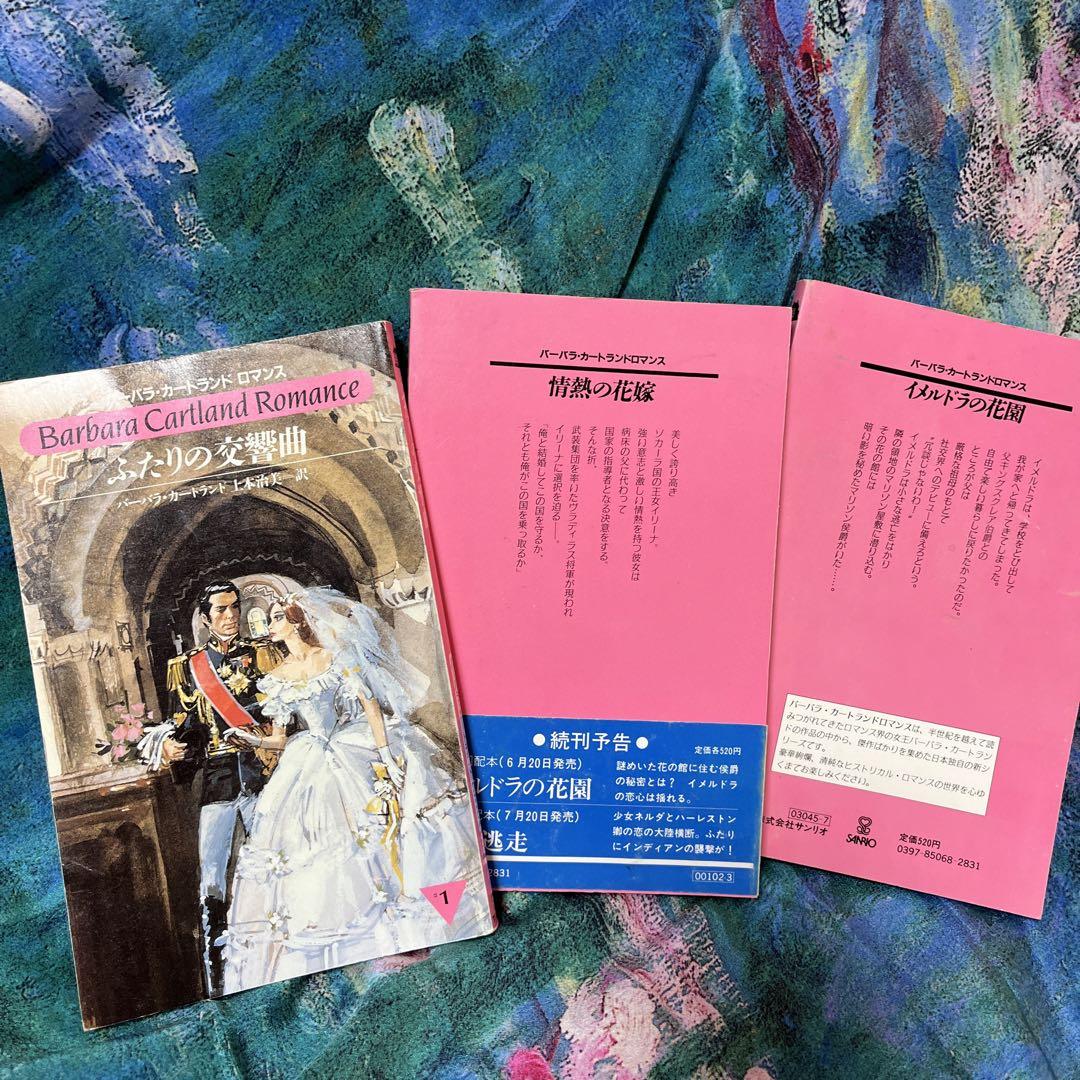 バーバラ・カートランド ロマンス
Barbara Cartland Romance
ふたりの交響曲
バーバラ・カートランド 上木治美 訳
#1
バーバラ・カートランドロマンス
情熱の花嫁
美しく誇り高き
ソカーラ国の王女イリーナ。
強い意志と激しい情熱を持つ彼女は
病床の父に代わって
国家の指導者となる決意をする。
そんな折、
武装集団を率いたヴラディラス将軍が現われ
イリーナに選択を迫る――。
「俺と結婚してこの国を守るか、
それとも俺がこの国を乗っ取るか」
●続刊予告●
定価各520円
配本(6月20日発売)
ルドラの花園
謎めいた花の館に住む侯爵
の秘密とは? イメルドラ
の恋心は揺れる。
配本(7月20日発売)
逃走
少女ネルダとハーレストン
卿の恋の大陸横断。ふたり
にインディアンの襲撃が!
2831
00102-3
バーバラ・カートランドロマンス
イメルドラの花園
イメルドラは、学校をとび出して
我が家へと帰ってきてしまった。
父キングスクレア伯爵との
自由で楽しい暮らしに戻りたかったのだ。
ところが父は
厳格な祖母のもとで
社交界へのデビューに備えろという。
“冗談じゃないわ!”
イメルドラは小さな逃亡をはかり
隣の領地のマリソン屋敷に潜り込む。
その花の館には
暗い影を秘めたマリソン侯爵がいた……。
バーバラ・カートランドロマンスは、半世紀を越えて読
みつがれてきたロマンス界の女王バーバラ・カートラン
ドの作品の中から、傑作ばかりを集めた日本独自の新シ
リーズです。
豪華絢爛、清純なヒストリカル・ロマンスの世界を心ゆ
くまでお楽しみください。
03045-7
式会社サンリオ
SANRIO
定価520円
0397-85068-2831